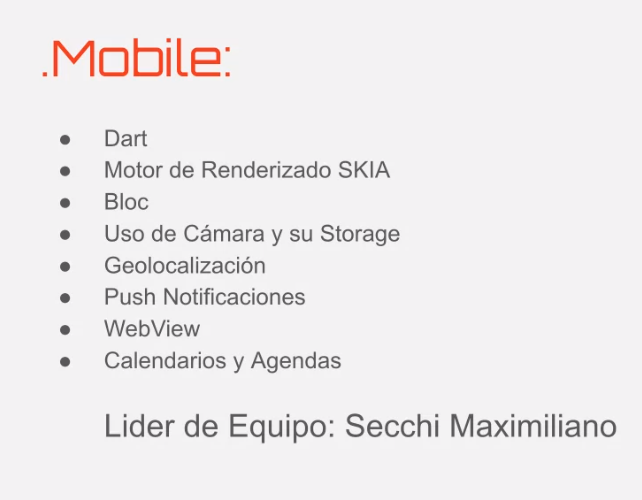 .Mobile:
● Dart
● Motor de Renderizado SKIA
● Bloc
● Uso de Cámara y su Storage
● Geolocalización
● Push Notificaciones
● WebView
● Calendarios y Agendas
Lider de Equipo: Secchi Maximiliano